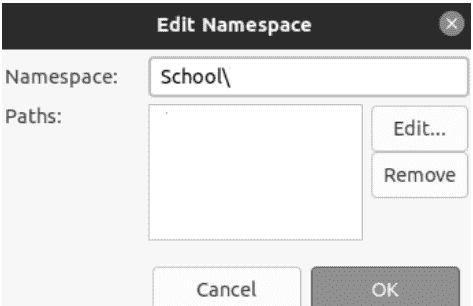 Edit Namespace
Namespace: School\
Paths:
Edit...
Remove
Cancel OK